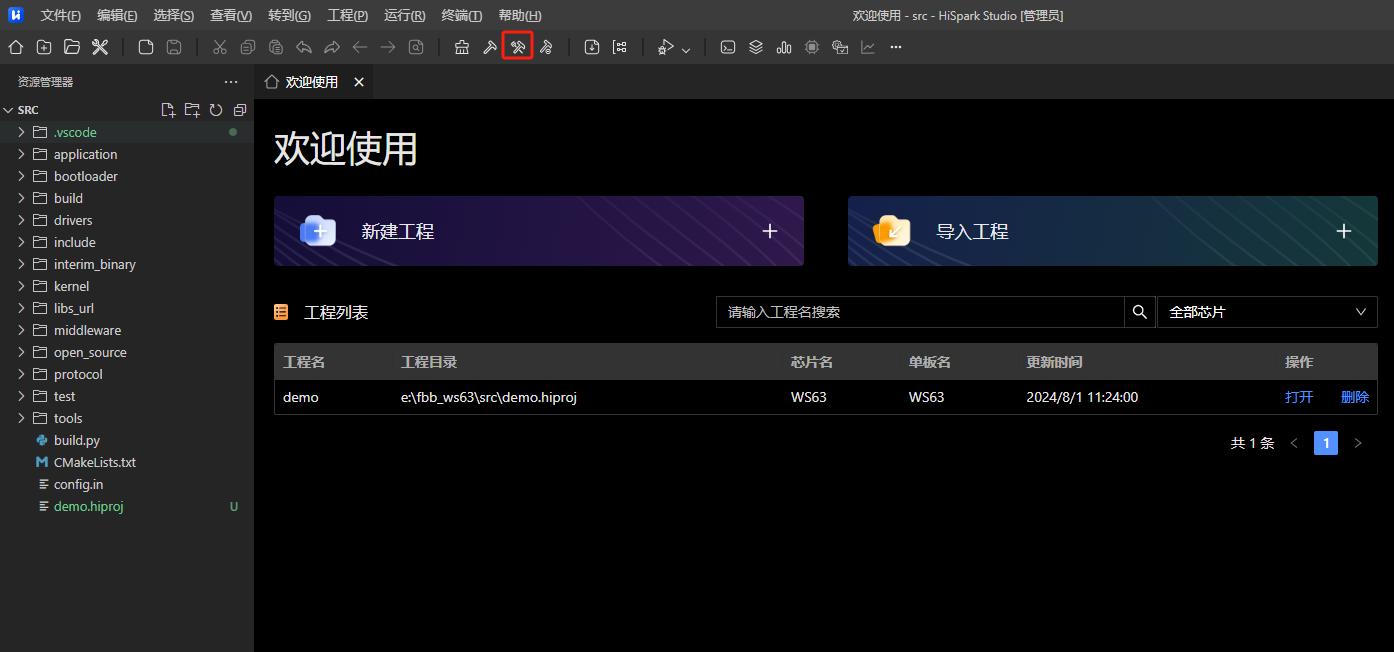 文件(F) 编辑(E) 选择(S) 查看(V) 转到(G) 工程(P) 运行(R) 终端(T) 帮助(H) 欢迎使用 - src - HiSpark Studio [管理员]
资源管理器
欢迎使用
SRC
.vscode
application
bootloader
build
drivers
include
interim_binary
kernel
libs_url
middleware
open_source
protocol
test
tools
build.py
CMakeLists.txt
config.in
demo.hiproj U
欢迎使用
新建工程
导入工程
工程列表 请输入工程名搜索 全部芯片
工程名 工程目录 芯片名 单板名 更新时间 操作
demo e:\fbb_ws63\src\demo.hiproj WS63 WS63 2024/8/1 11:24:00 打开 删除
共 1 条 < 1 >